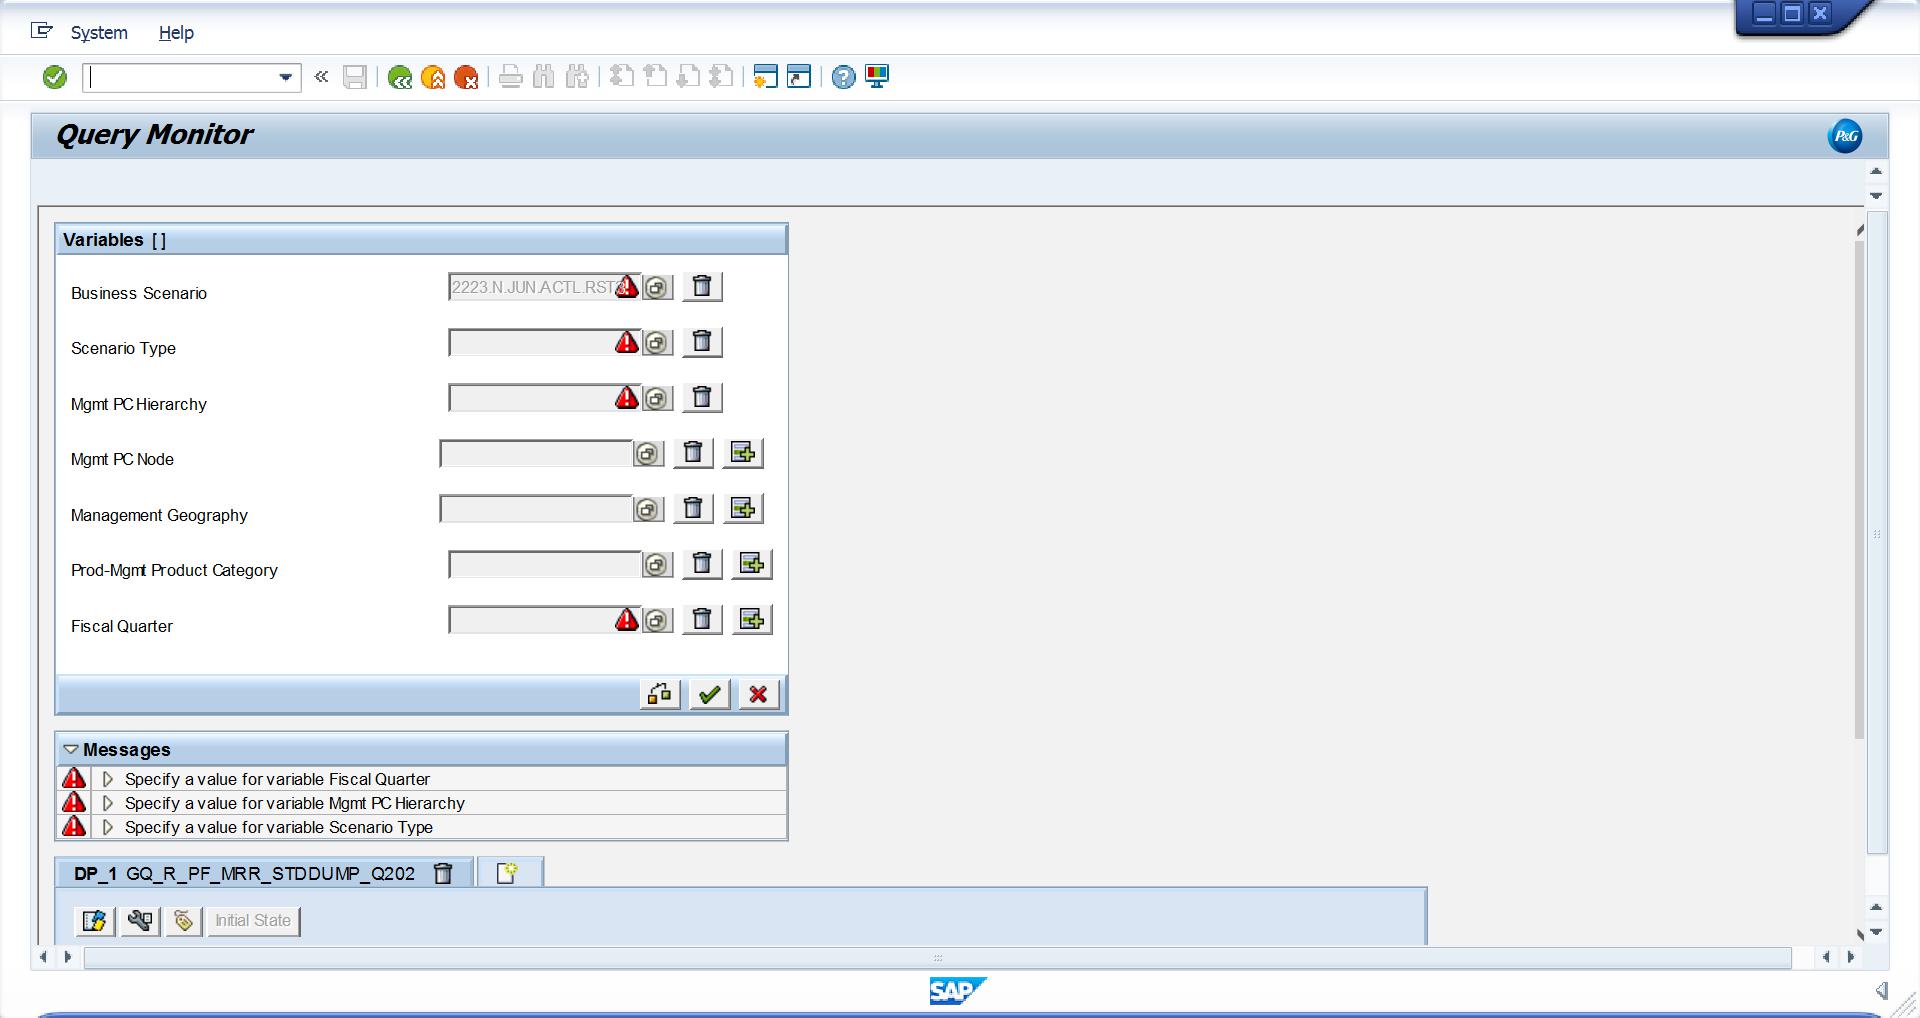 System Help
Query Monitor
P&G
Variables [ ]
Business Scenario 2223.N.JUN.ACTL.RST
Scenario Type
Mgmt PC Hierarchy
Mgmt PC Node
Management Geography
Prod-Mgmt Product Category
Fiscal Quarter
Messages
Specify a value for variable Fiscal Quarter
Specify a value for variable Mgmt PC Hierarchy
Specify a value for variable Scenario Type
DP_1 GQ_R_PF_MRR_STDDUMP_Q202
Initial State
SAP